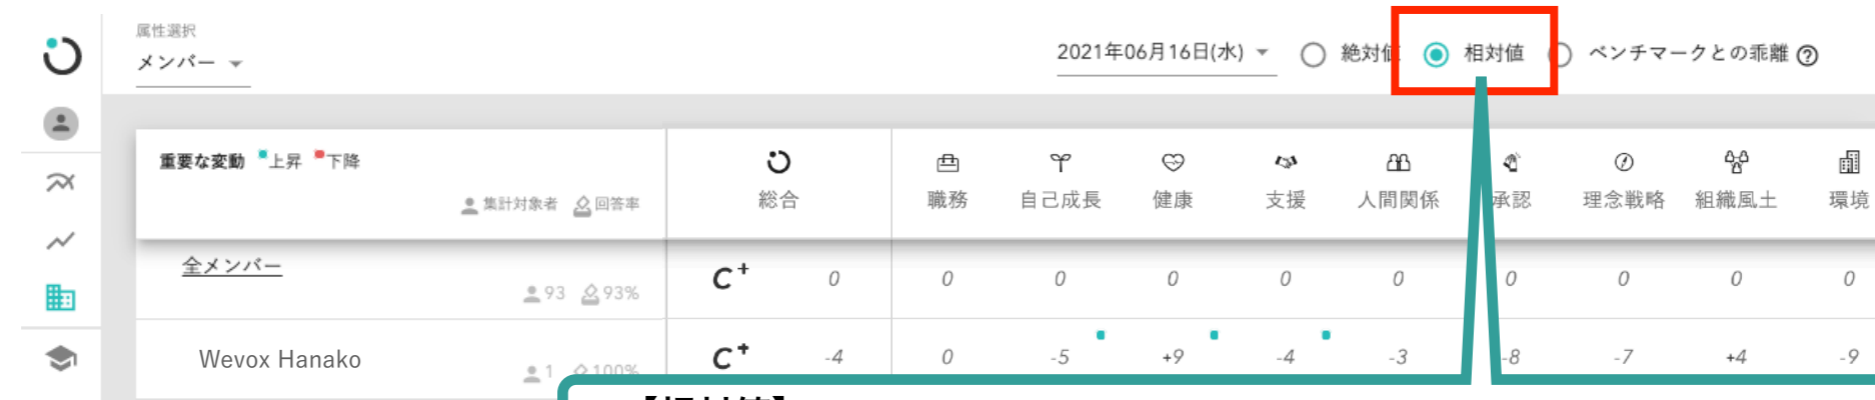 属性選択
メンバー
2021年06月16日(水)
絶対値
相対値
ベンチマークとの乖離
重要な変動 上昇 下降
集計対象者 回答率
総合 職務 自己成長 健康 支援 人間関係 承認 理念戦略 組織風土 環境
全メンバー
93 93%
C+ 0 0 0 0 0 0 0 0 0 0
Wevox Hanako
1 100%
C+ -4 0 -5 +9 -4 -3 -8 -7 +4 -9